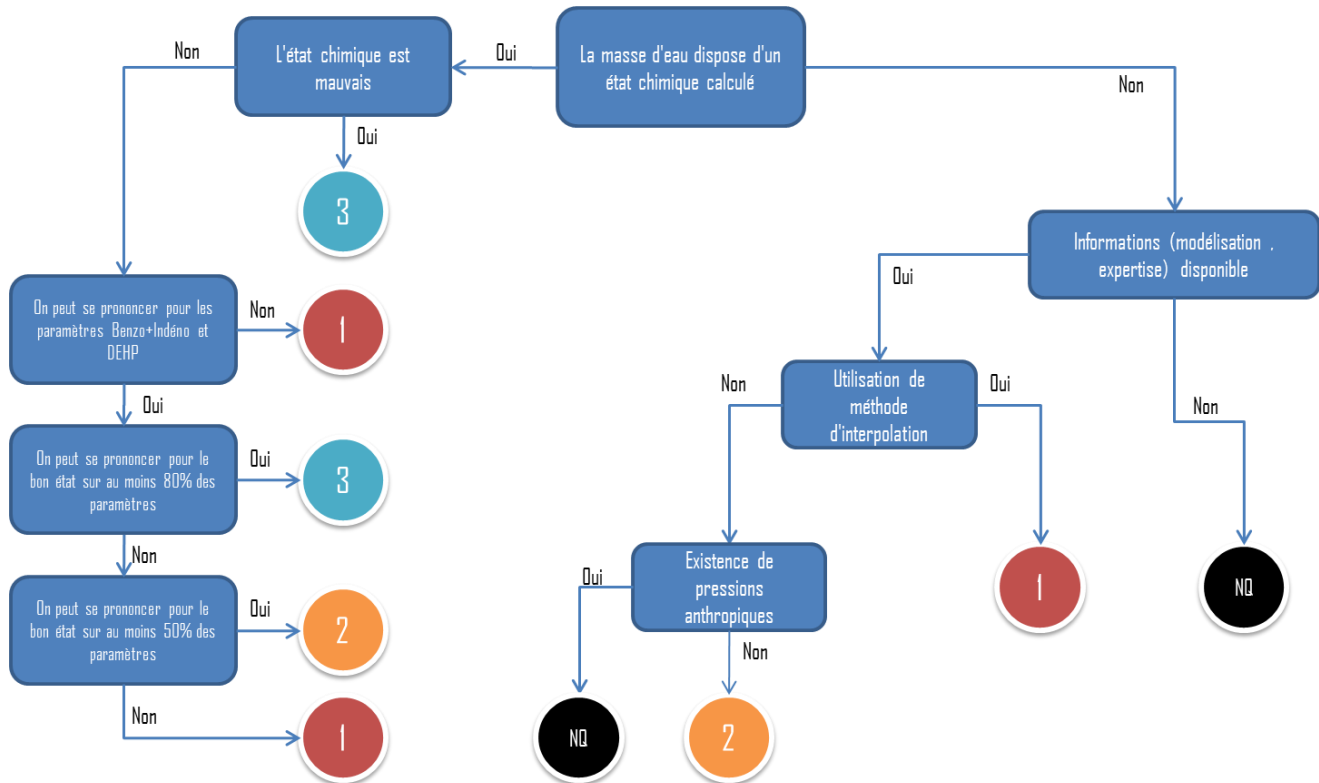 Non
L'état chimique est
mauvais
Oui
La masse d'eau dispose d'un
état chimique calculé
Non
Oui
3
Informations (modélisation ,
expertise) disponible
Oui
Non
On peut se prononcer pour les
paramètres Benzo+Indéno et
DEHP
Non
1
Oui
Utilisation de
méthode
d'interpolation
Non
Oui
On peut se prononcer pour le
bon état sur au moins 80% des
paramètres
Oui
3
Non
Existence de
pressions
anthropiques
Oui
Non
1
NQ
On peut se prononcer pour le
bon état sur au moins 50% des
paramètres
Oui
2
Non
1
NQ
2